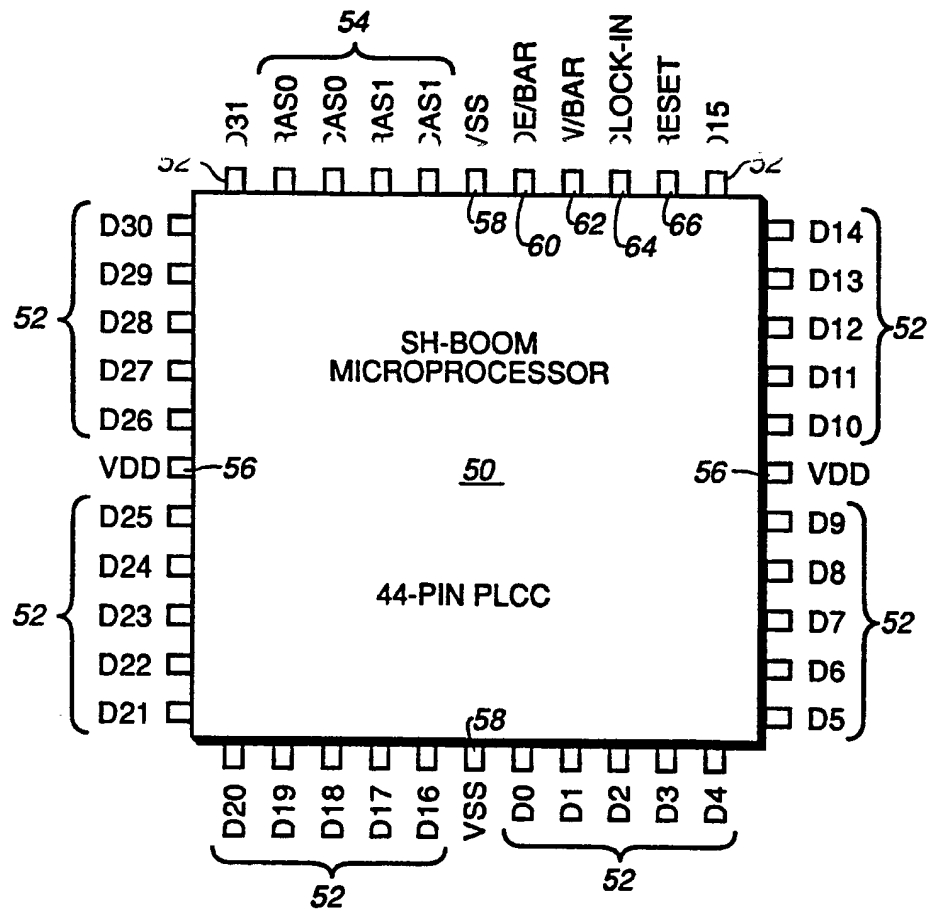 54
D31
RAS0
CAS0
RAS1
CAS1
VSS
OE/BAR
W/BAR
CLOCK-IN
RESET
D15
52
52
58
60
62
64
66
D30
D29
D28
D27
D26
52
VDD
56
D25
D24
D23
D22
D21
52
SH-BOOM
MICROPROCESSOR
50
44-PIN PLCC
D14
D13
D12
D11
D10
52
56
VDD
D9
D8
D7
D6
D5
52
58
D20
D19
D18
D17
D16
VSS
D0
D1
D2
D3
D4
52
52